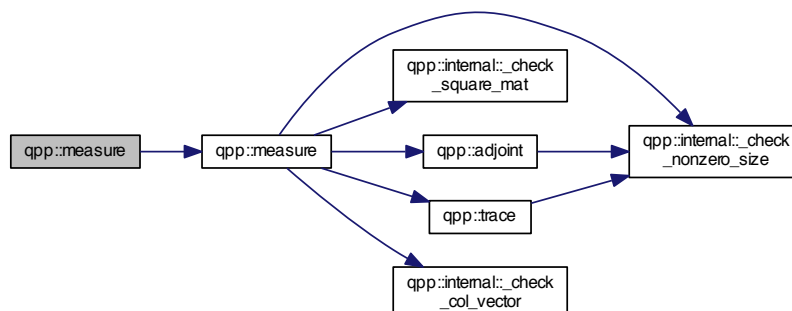 qpp::measure
qpp::measure
qpp::internal::_check
_square_mat
qpp::adjoint
qpp::trace
qpp::internal::_check
_col_vector
qpp::internal::_check
_nonzero_size